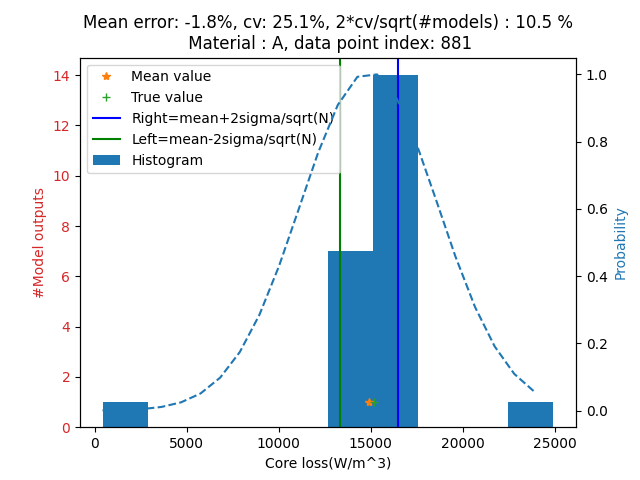 Mean error: -1.8%, cv: 25.1%, 2*cv/sqrt(#models) : 10.5 %
Material : A, data point index: 881
Mean value
True value
Right=mean+2sigma/sqrt(N)
Left=mean-2sigma/sqrt(N)
Histogram
14
12
10
8
6
4
2
0
#Model outputs
1.0
0.8
0.6
0.4
0.2
0.0
Probability
0 5000 10000 15000 20000 25000
Core loss(W/m^3)